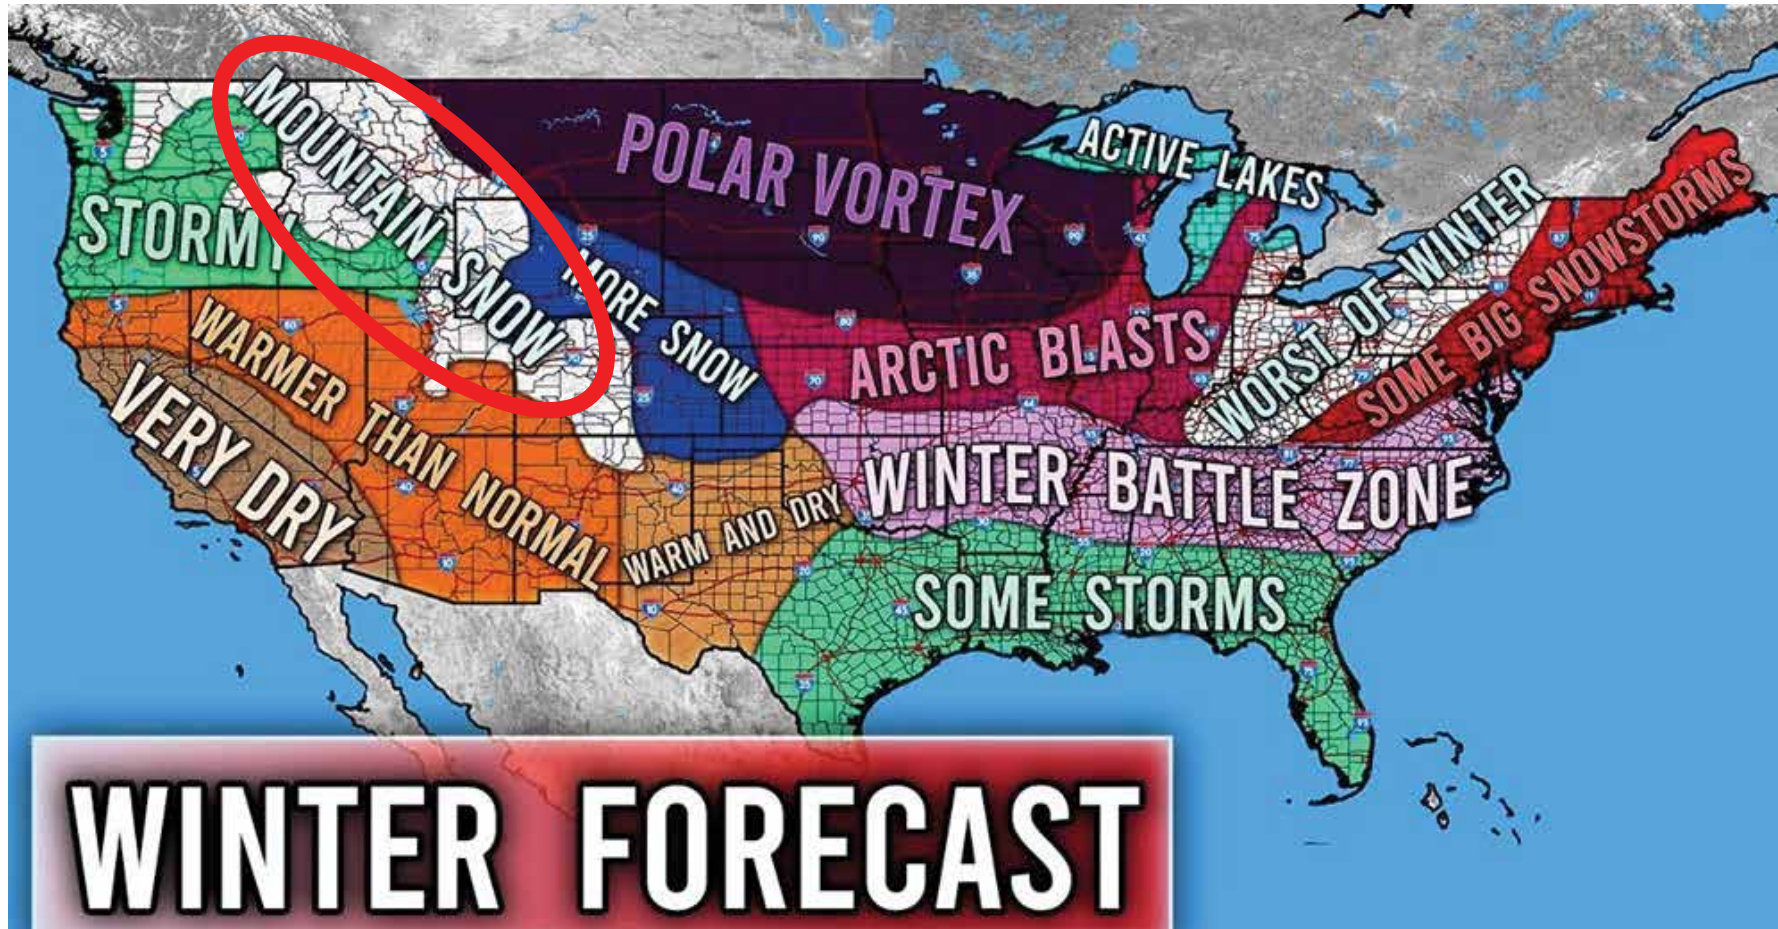 MOUNTAIN SNOW
POLAR VORTEX
ACTIVE LAKES
STORMY
MORE SNOW
WARMER THAN NORMAL
VERY DRY
ARCTIC BLASTS
WORST OF WINTER
SOME BIG SNOWSTORMS
WARM AND DRY
WINTER BATTLE ZONE
SOME STORMS
WINTER FORECAST